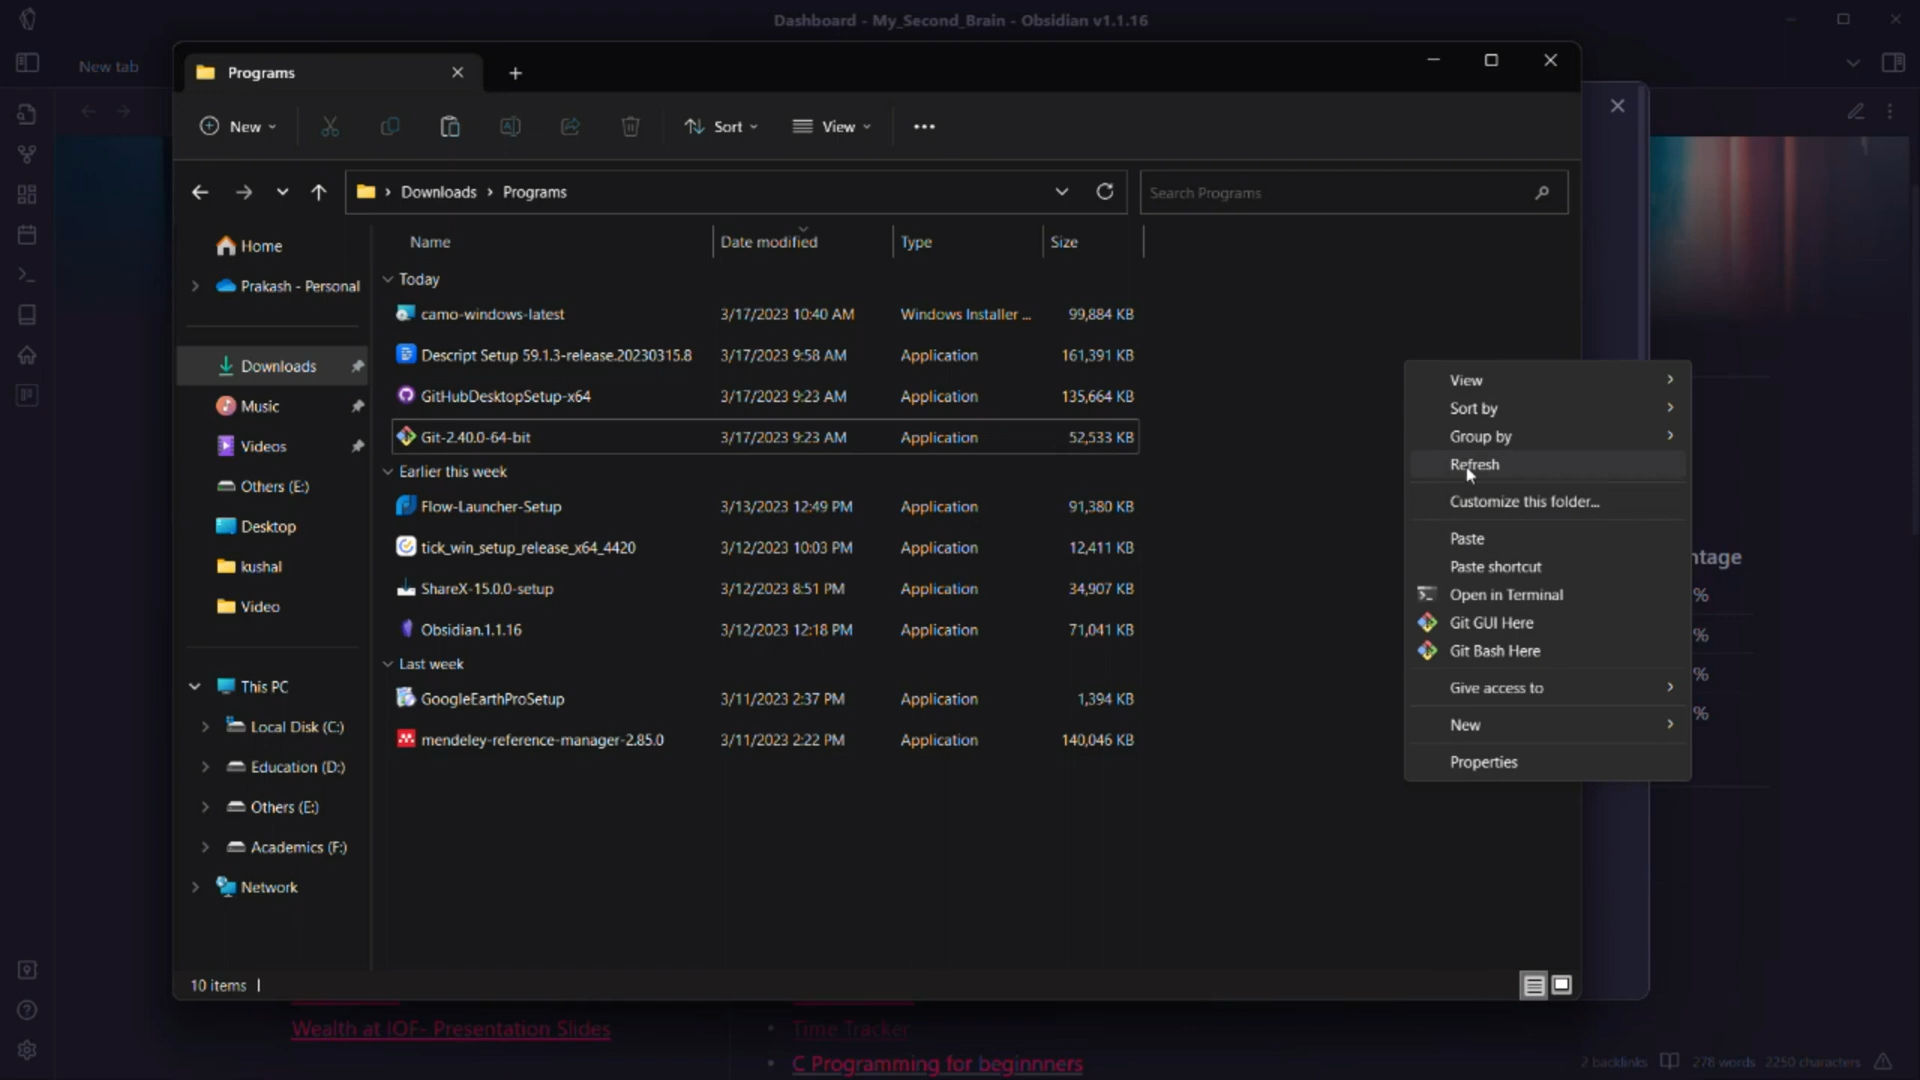 Dashboard - My_Second_Brain - Obsidian v1.1.16
New tab
Programs
New
Sort
View
Downloads
Programs
Search Programs
Name
Date modified
Type
Size
Home
Prakash - Personal
Downloads
Music
Videos
Others (E:)
Desktop
kushal
Video
This PC
Local Disk (C:)
Education (D:)
Others (E:)
Academics (F:)
Network
Today
camo-windows-latest 3/17/2023 10:40 AM Windows Installer ... 99,884 KB
Descript Setup 59.1.3-release.20230315.8 3/17/2023 9:58 AM Application 161,391 KB
GitHubDesktopSetup-x64 3/17/2023 9:23 AM Application 135,664 KB
Git-2.40.0-64-bit 3/17/2023 9:23 AM Application 52,533 KB
Earlier this week
Flow-Launcher-Setup 3/13/2023 12:49 PM Application 91,380 KB
tick_win_setup_release_x64_4420 3/12/2023 10:03 PM Application 12,411 KB
ShareX-15.0.0-setup 3/12/2023 8:51 PM Application 34,907 KB
Obsidian.1.1.16 3/12/2023 12:18 PM Application 71,041 KB
Last week
GoogleEarthProSetup 3/11/2023 2:37 PM Application 1,394 KB
mendeley-reference-manager-2.85.0 3/11/2023 2:22 PM Application 140,046 KB
View
Sort by
Group by
Refresh
Customize this folder...
Paste
Paste shortcut
Open in Terminal
Git GUI Here
Git Bash Here
Give access to
New
Properties
ntage
%
%
%
%
10 items
Wealth at IOF- Presentation Slides
Time Tracker
C Programming for beginnners
2 backlinks
278 words
2250 characters